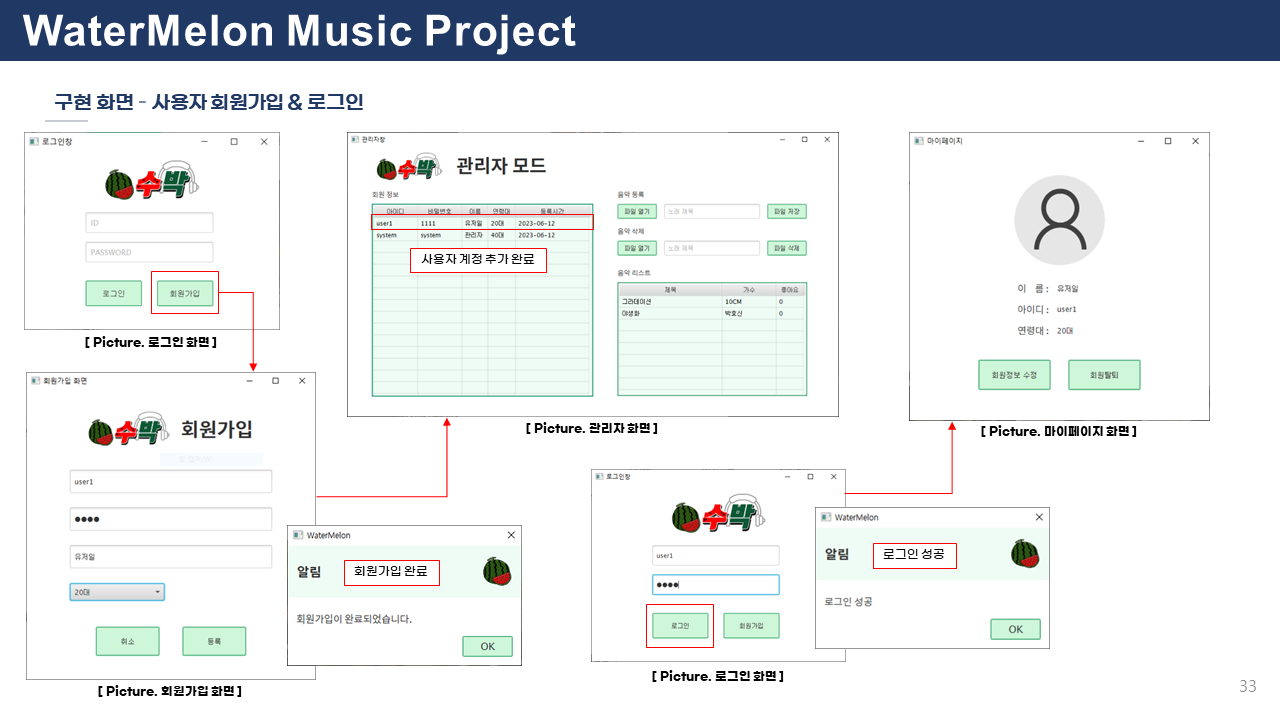 WaterMelon Music Project
구현 화면 - 사용자 회원가입 & 로그인
로그인창
수박
ID
PASSWORD
로그인
회원가입
[ Picture. 로그인 화면 ]
회원가입 화면
수박
회원가입
user1
●●●●
유저일
20대
취소
등록
[ Picture. 회원가입 화면 ]
WaterMelon
알림
회원가입 완료
회원가입이 완료되었습니다.
OK
관리자창
수박
관리자 모드
회원 정보
아이디 비밀번호 이름 연령대 등록시간
user1 1111 유저일 20대 2023-06-12
system system 관리자 40대 2023-06-12
사용자 계정 추가 완료
음악 등록
파일 열기 노래 제목 파일 저장
음악 삭제
파일 열기 노래 제목 파일 삭제
음악 리스트
제목 가수 좋아요
그라데이션 10CM 0
야생화 박효신 0
[ Picture. 관리자 화면 ]
로그인창
수박
user1
●●●●
로그인
회원가입
[ Picture. 로그인 화면 ]
WaterMelon
알림
로그인 성공
로그인 성공
OK
마이페이지
이 름 : 유저일
아이디 : user1
연령대 : 20대
회원정보 수정
회원탈퇴
[ Picture. 마이페이지 화면 ]
33